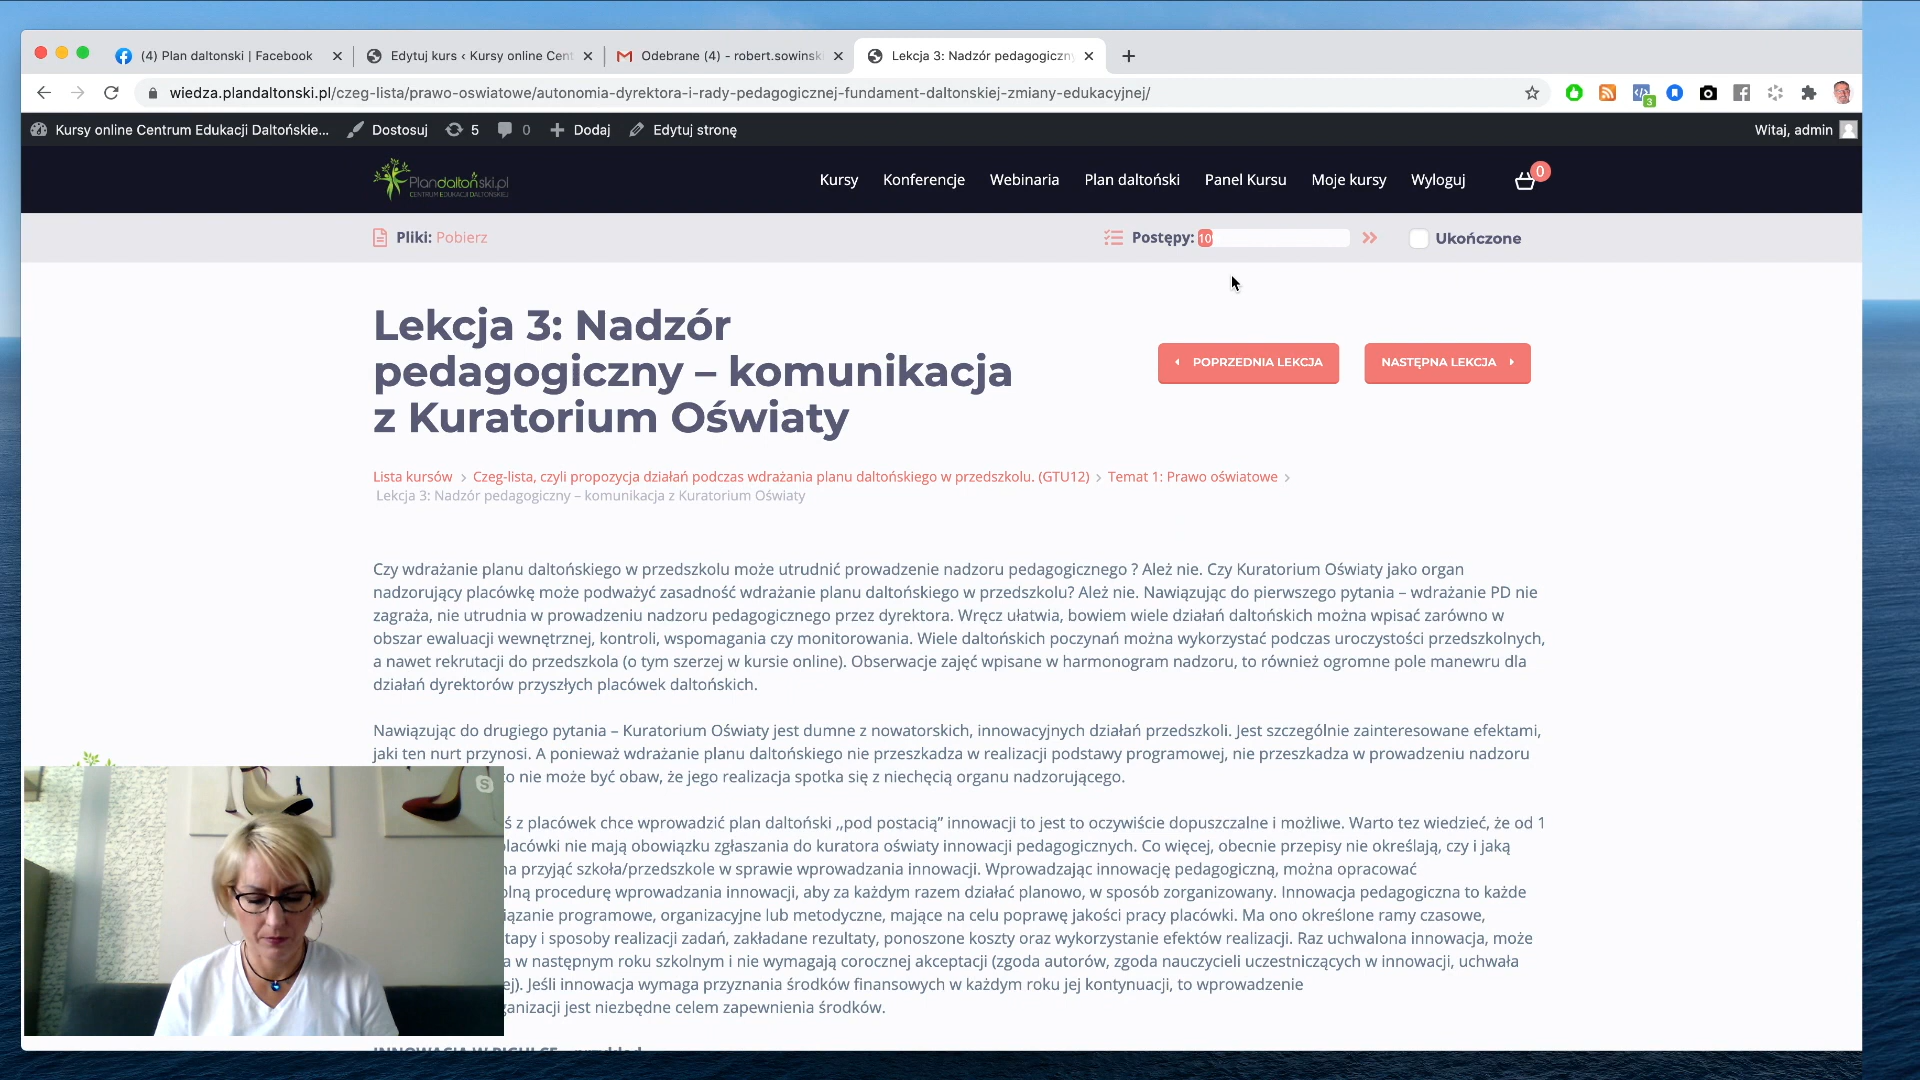 (4) Plan daltonski | Facebook
Edytuj kurs ‹ Kursy online Cent
Odebrane (4) - robert.sowinski
Lekcja 3: Nadzór pedagogiczn
wiedza.plandaltonski.pl/czeg-lista/prawo-oswiatowe/autonomia-dyrektora-i-rady-pedagogicznej-fundament-daltonskiej-zmiany-edukacyjnej/
3
Kursy online Centrum Edukacji Daltońskie...
Dostosuj
5
0
Dodaj
Edytuj stronę
Witaj, admin
Plandaltoński.pl
CENTRUM EDUKACJI DALTOŃSKIEJ
Kursy
Konferencje
Webinaria
Plan daltoński
Panel Kursu
Moje kursy
Wyloguj
0
Pliki: Pobierz
Postępy: 10
Ukończone
Lekcja 3: Nadzór
pedagogiczny – komunikacja
z Kuratorium Oświaty
POPRZEDNIA LEKCJA
NASTĘPNA LEKCJA
Lista kursów > Czeg-lista, czyli propozycja działań podczas wdrażania planu daltońskiego w przedszkolu. (GTU12) > Temat 1: Prawo oświatowe >
Lekcja 3: Nadzór pedagogiczny – komunikacja z Kuratorium Oświaty
Czy wdrażanie planu daltońskiego w przedszkolu może utrudnić prowadzenie nadzoru pedagogicznego ? Ależ nie. Czy Kuratorium Oświaty jako organ
nadzorujący placówkę może podważyć zasadność wdrażanie planu daltońskiego w przedszkolu? Ależ nie. Nawiązując do pierwszego pytania – wdrażanie PD nie
zagraża, nie utrudnia w prowadzeniu nadzoru pedagogicznego przez dyrektora. Wręcz ułatwia, bowiem wiele działań daltońskich można wpisać zarówno w
obszar ewaluacji wewnętrznej, kontroli, wspomagania czy monitorowania. Wiele daltońskich poczynań można wykorzystać podczas uroczystości przedszkolnych,
a nawet rekrutacji do przedszkola (o tym szerzej w kursie online). Obserwacje zajęć wpisane w harmonogram nadzoru, to również ogromne pole manewru dla
działań dyrektorów przyszłych placówek daltońskich.
Nawiązując do drugiego pytania – Kuratorium Oświaty jest dumne z nowatorskich, innowacyjnych działań przedszkoli. Jest szczególnie zainteresowane efektami,
jaki ten nurt przynosi. A ponieważ wdrażanie planu daltońskiego nie przeszkadza w realizacji podstawy programowej, nie przeszkadza w prowadzeniu nadzoru
o nie może być obaw, że jego realizacja spotka się z niechęcią organu nadzorującego.
ś z placówek chce wprowadzić plan daltoński ,,pod postacią” innowacji to jest to oczywiście dopuszczalne i możliwe. Warto tez wiedzieć, że od 1
lacówki nie mają obowiązku zgłaszania do kuratora oświaty innowacji pedagogicznych. Co więcej, obecnie przepisy nie określają, czy i jaką
na przyjąć szkoła/przedszkole w sprawie wprowadzania innowacji. Wprowadzając innowację pedagogiczną, można opracować
olną procedurę wprowadzania innowacji, aby za każdym razem działać planowo, w sposób zorganizowany. Innowacja pedagogiczna to każde
iązanie programowe, organizacyjne lub metodyczne, mające na celu poprawę jakości pracy placówki. Ma ono określone ramy czasowe,
tapy i sposoby realizacji zadań, zakładane rezultaty, ponoszone koszty oraz wykorzystanie efektów realizacji. Raz uchwalona innowacja, może
a w następnym roku szkolnym i nie wymagają corocznej akceptacji (zgoda autorów, zgoda nauczycieli uczestniczących w innowacji, uchwała
ej). Jeśli innowacja wymaga przyznania środków finansowych w każdym roku jej kontynuacji, to wprowadzenie
ganizacji jest niezbędne celem zapewnienia środków.